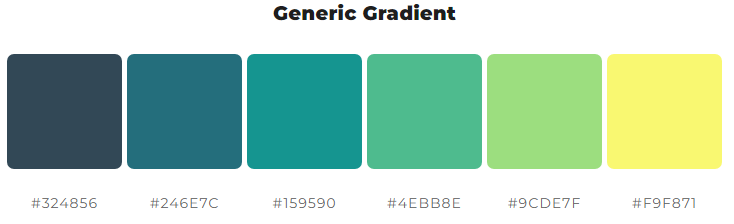 Generic Gradient
#324856 #246E7C #159590 #4EBB8E #9CDE7F #F9F871